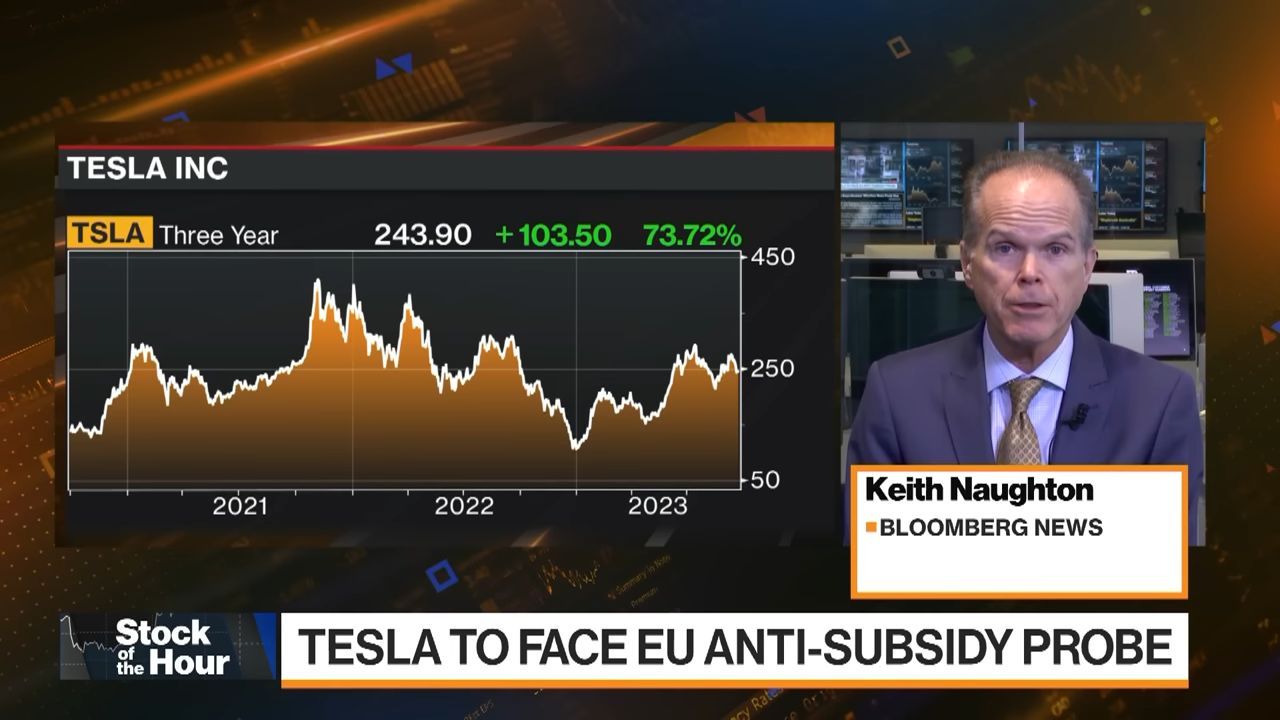 TESLA INC
TSLA Three Year 243.90 +103.50 73.72%
450
250
50
2021 2022 2023
Keith Naughton
BLOOMBERG NEWS
Stock of the Hour
TESLA TO FACE EU ANTI-SUBSIDY PROBE